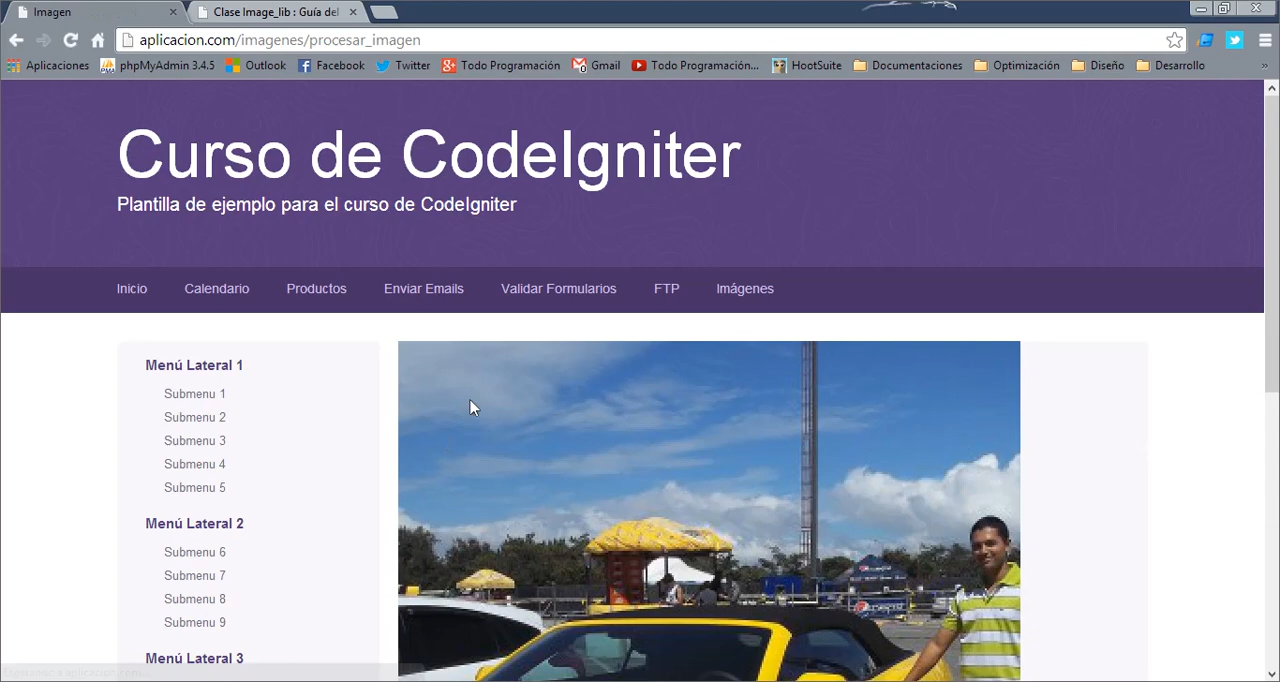 Imagen
Clase Image_lib : Guía del
aplicacion.com/imagenes/procesar_imagen
Aplicaciones phpMyAdmin 3.4.5 Outlook Facebook Twitter Todo Programación Gmail Todo Programación... HootSuite Documentaciones Optimización Diseño Desarrollo »
Curso de CodeIgniter
Plantilla de ejemplo para el curso de CodeIgniter
Inicio Calendario Productos Enviar Emails Validar Formularios FTP Imágenes
Menú Lateral 1
Submenu 1
Submenu 2
Submenu 3
Submenu 4
Submenu 5
Menú Lateral 2
Submenu 6
Submenu 7
Submenu 8
Submenu 9
Menú Lateral 3